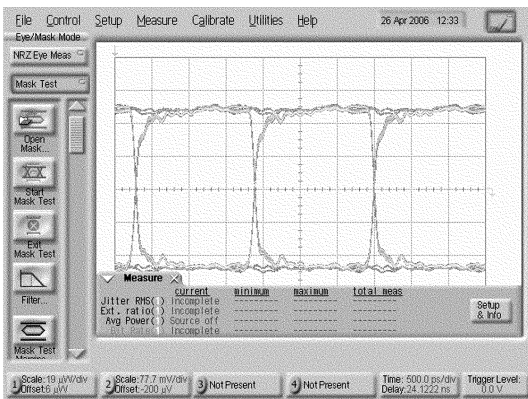 File Control Setup Measure Calibrate Utilities Help 26 Apr 2006 12:33
Eye/Mask Mode
NRZ Eye Meas
Mask Test
Open
Mask...
Start
Mask Test
Exit
Mask Test
Filter...
Mask Test
Measure
current minimum maximum total meas
Jitter RMS( ) Incomplete
Ext. ratio( ) Incomplete
Avg Power( ) Source off
Bit Rate( ) Incomplete
Setup
& Info
1 Scale:19 µW/div
Offset:6 µW
2 Scale:77.7 mV/div
Offset:-200 µV
3 Not Present
4 Not Present
Time: 500.0 ps/div
Delay:24.1222 ns
Trigger Level:
0.0 V